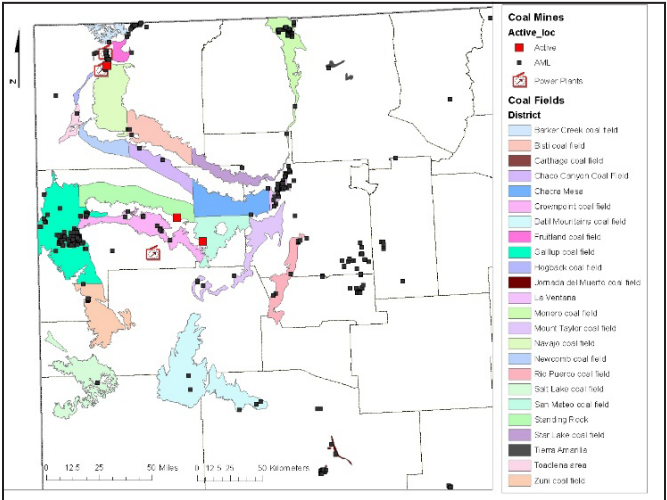 Coal Mines
Active_loc
Active
AML
Power Plants
Coal Fields
District
Barker Creek coal field
Bisti coal field
Carthage coal field
Chaco Canyon Coal Field
Chacra Mesa
Crownpoint coal field
Datil Mountains coal field
Fruitland coal field
Gallup coal field
Hogback coal field
Jornada del Muerto coal field
La Ventana
Monero coal field
Mount Taylor coal field
Navajo coal field
Newcomb coal field
Rio Puerco coal field
Salt Lake coal field
San Mateo coal field
Standing Rock
Star Lake coal field
Tierra Amarilla
Toadlena area
Zuni coal field
N
0 12.5 25 50 Miles
0 12.5 25 50 Kilometers